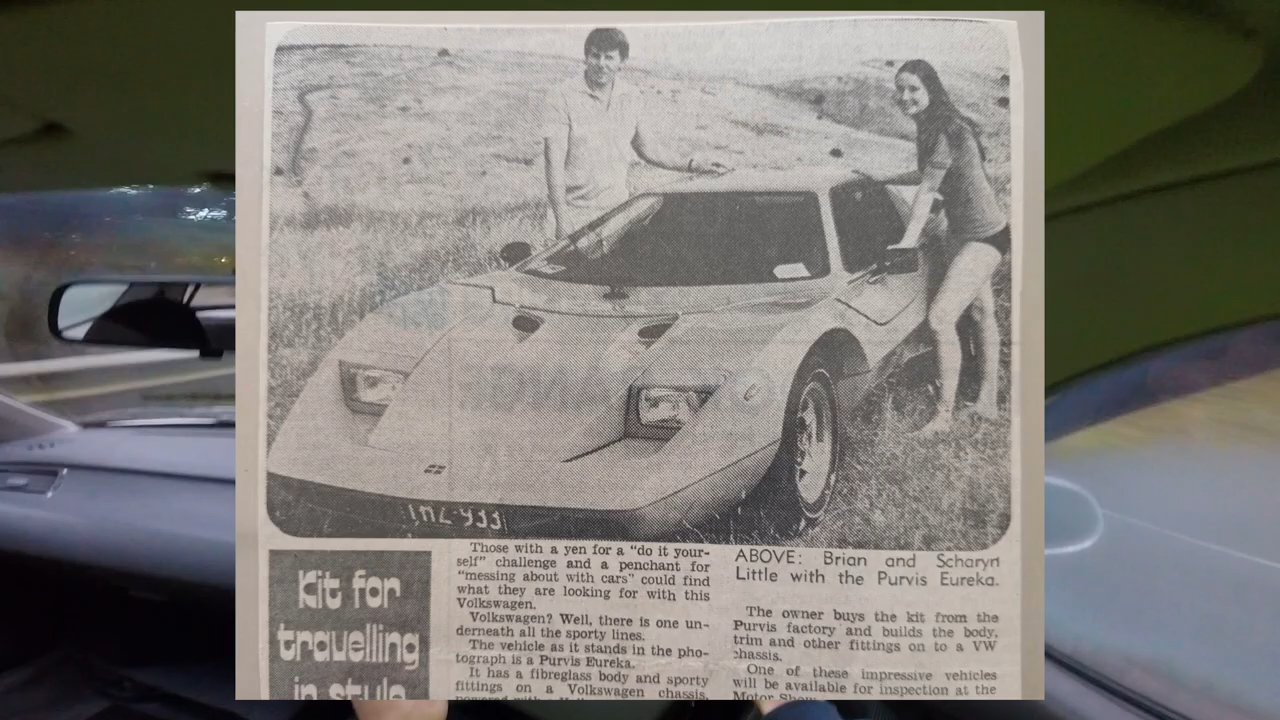 Kit for
travelling
in style
Those with a yen for a "do it your-
self" challenge and a penchant for
"messing about with cars" could find
what they are looking for with this
Volkswagen.
Volkswagen? Well, there is one un-
derneath all the sporty lines.
The vehicle as it stands in the pho-
tograph is a Purvis Eureka.
It has a fibreglass body and sporty
fittings on a Volkswagen chassis,
ABOVE: Brian and Scharyn
Little with the Purvis Eureka.
The owner buys the kit from the
Purvis factory and builds the body,
trim and other fittings on to a VW
chassis.
One of these impressive vehicles
will be available for inspection at the
Motor Show